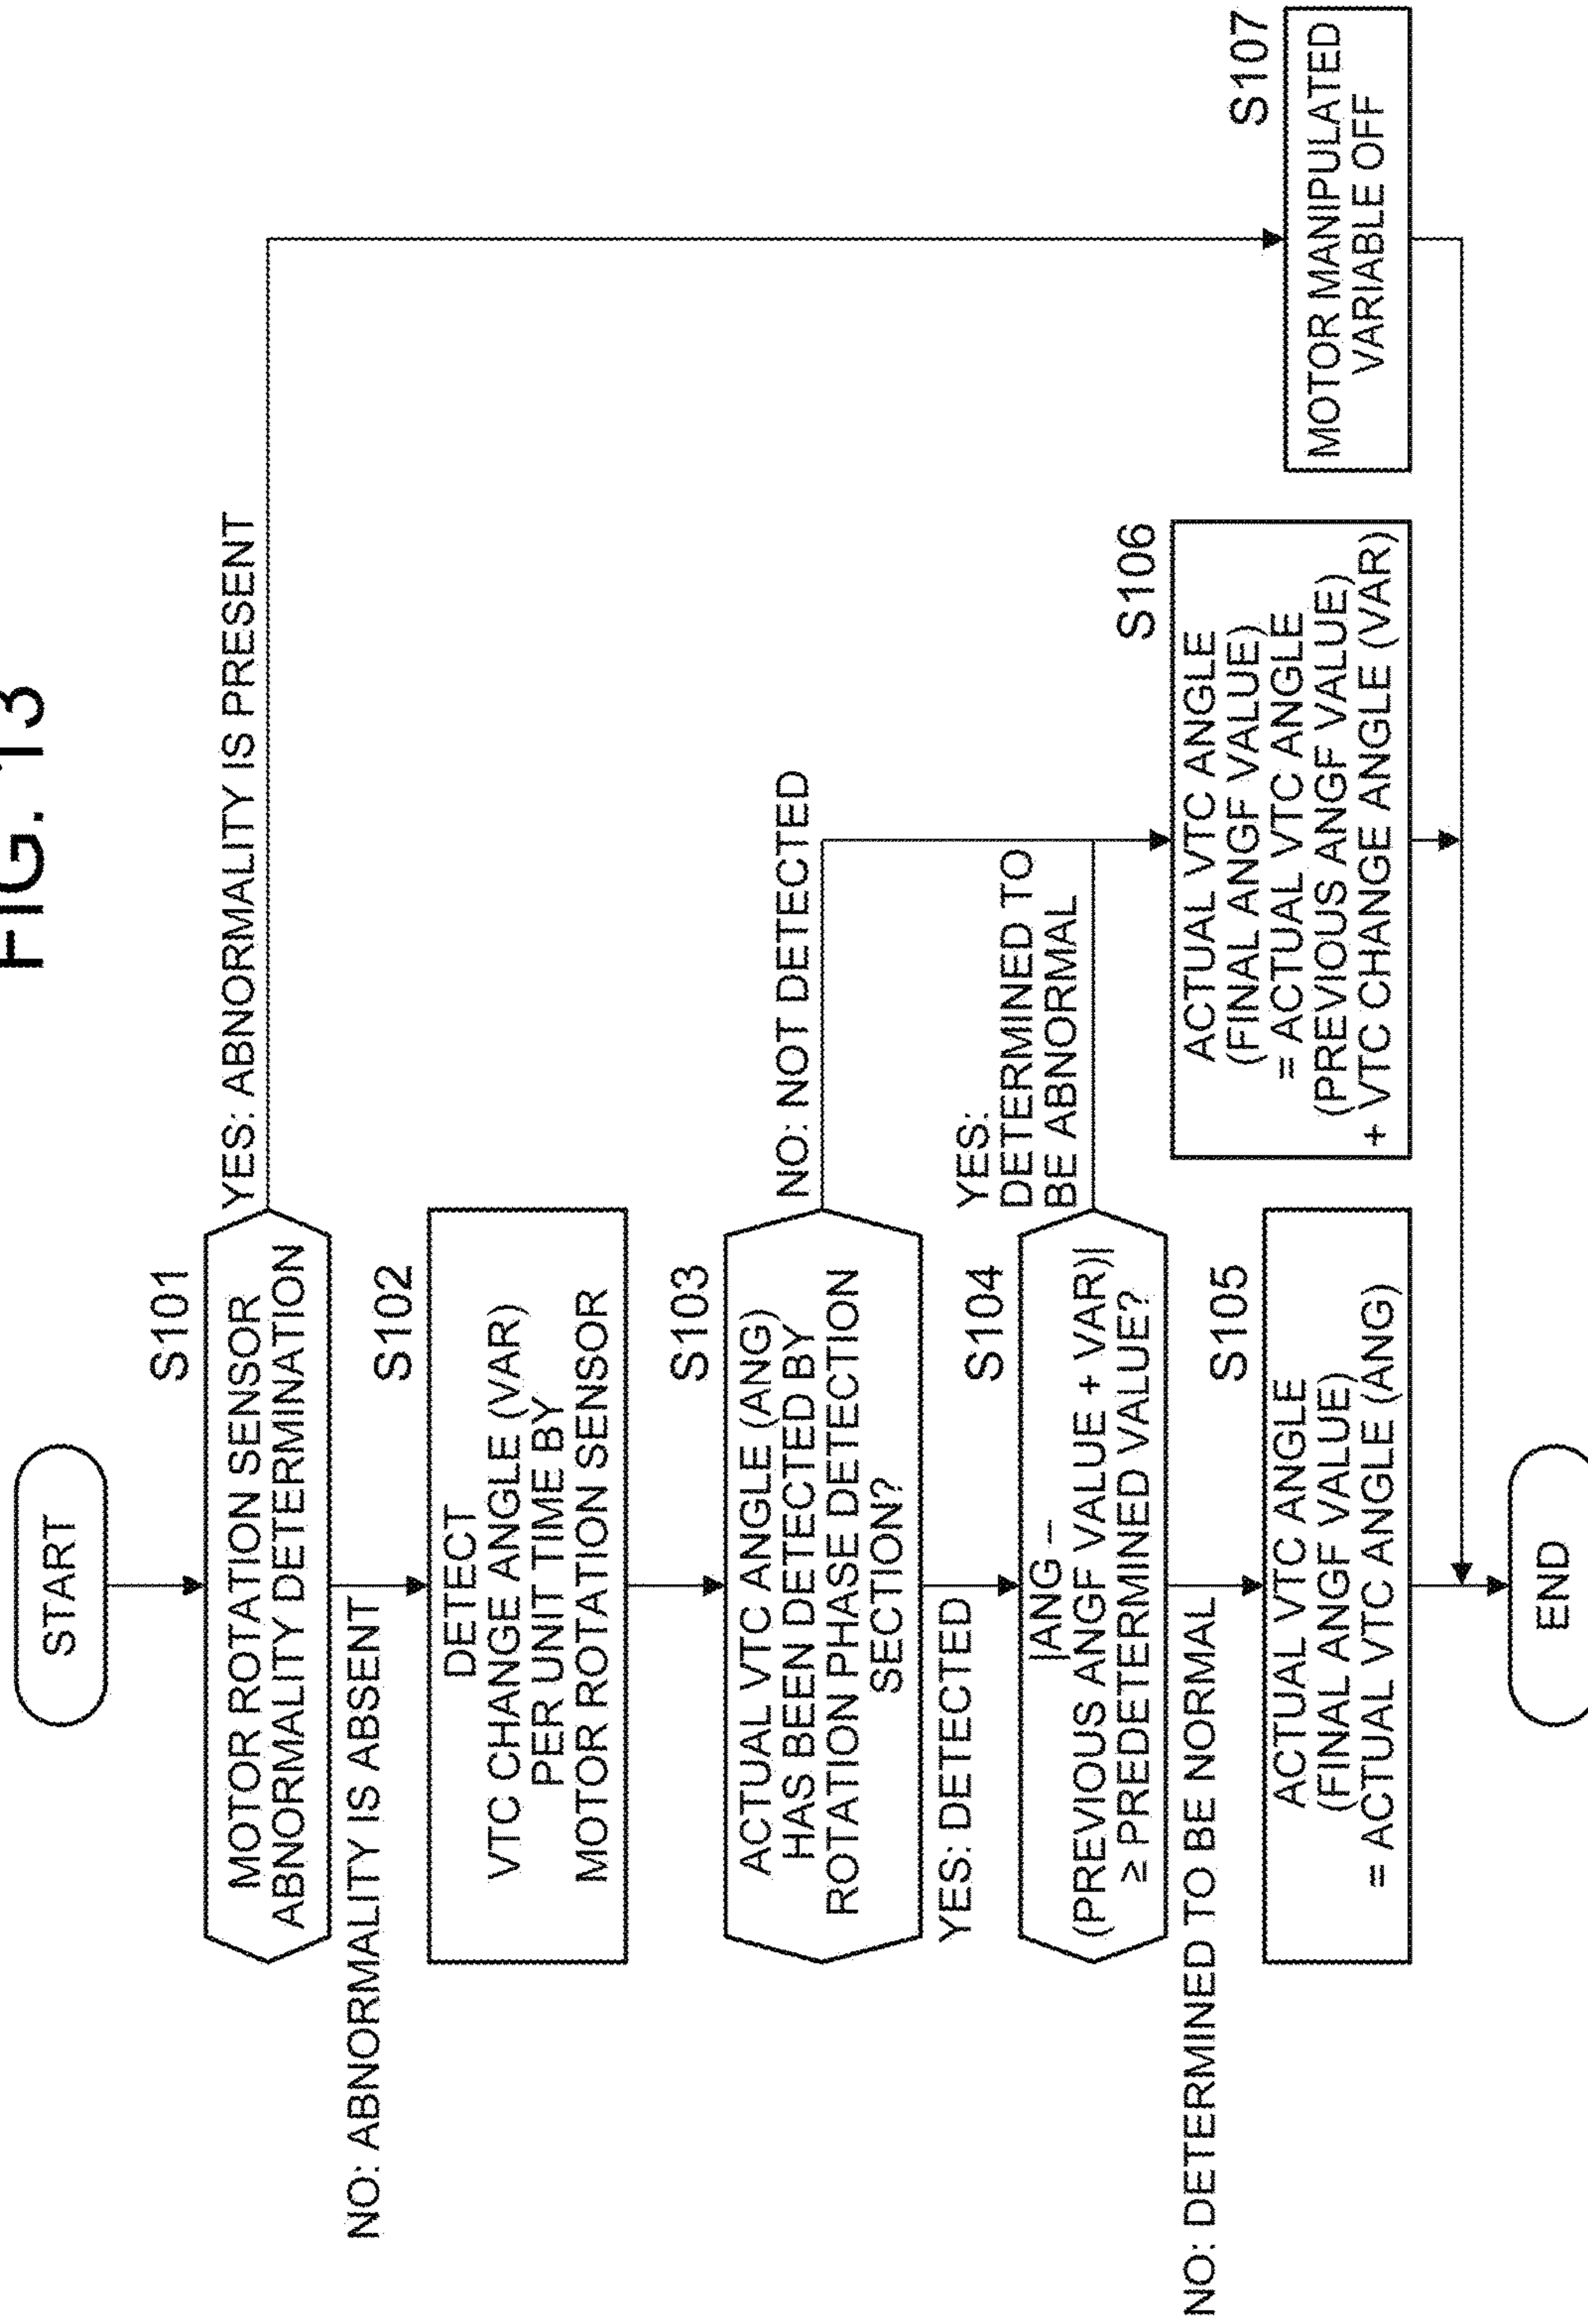 FIG. 13
START
S101
MOTOR ROTATION SENSOR
ABNORMALITY DETERMINATION
YES: ABNORMALITY IS PRESENT
NO: ABNORMALITY IS ABSENT
S102
DETECT
VTC CHANGE ANGLE (VAR)
PER UNIT TIME BY
MOTOR ROTATION SENSOR
S103
ACTUAL VTC ANGLE (ANG)
HAS BEEN DETECTED BY
ROTATION PHASE DETECTION
SECTION?
NO: NOT DETECTED
YES: DETECTED
S104
|ANG –
(PREVIOUS ANGF VALUE + VAR)|
≥ PREDETERMINED VALUE?
YES:
DETERMINED TO
BE ABNORMAL
NO: DETERMINED TO BE NORMAL
S105
ACTUAL VTC ANGLE
(FINAL ANGF VALUE)
= ACTUAL VTC ANGLE (ANG)
S106
ACTUAL VTC ANGLE
(FINAL ANGF VALUE)
= ACTUAL VTC ANGLE
(PREVIOUS ANGF VALUE)
+ VTC CHANGE ANGLE (VAR)
S107
MOTOR MANIPULATED
VARIABLE OFF
END